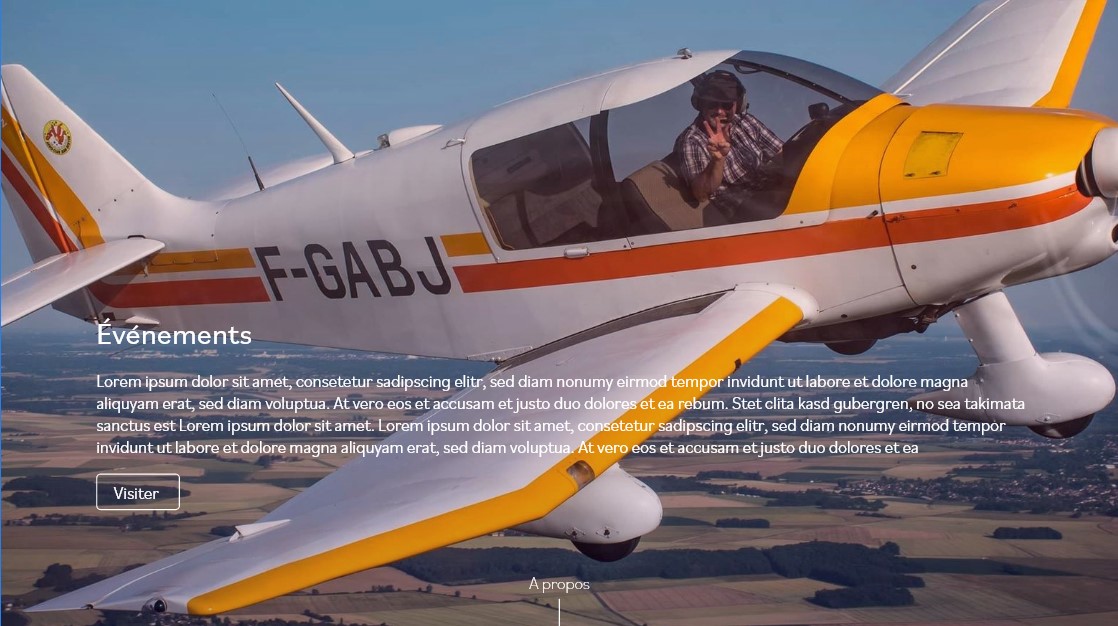 F-GABJ
Événements
Lorem ipsum dolor sit amet, consetetur sadipscing elitr, sed diam nonumy eirmod tempor invidunt ut labore et dolore magna
aliquyam erat, sed diam voluptua. At vero eos et accusam et justo duo dolores et ea rebum. Stet clita kasd gubergren, no sea takimata
sanctus est Lorem ipsum dolor sit amet. Lorem ipsum dolor sit amet, consetetur sadipscing elitr, sed diam nonumy eirmod tempor
invidunt ut labore et dolore magna aliquyam erat, sed diam voluptua. At vero eos et accusam et justo duo dolores et ea
Visiter
A propos